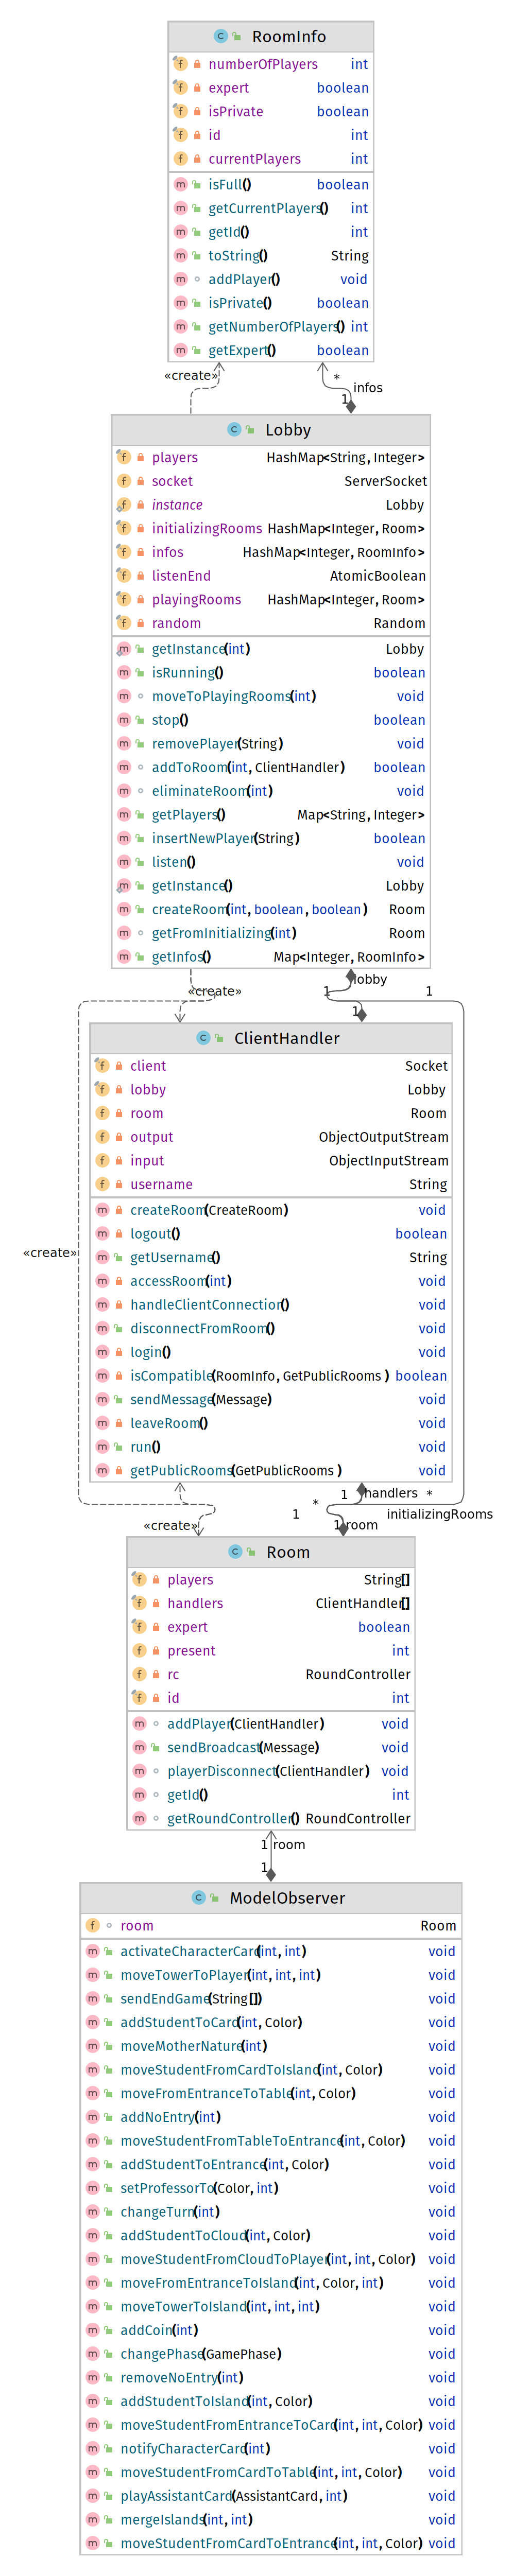 RoomInfo
numberOfPlayers int
expert boolean
isPrivate boolean
id int
currentPlayers int
isFull() boolean
getCurrentPlayers() int
getId() int
toString() String
addPlayer() void
isPrivate() boolean
getNumberOfPlayers() int
getExpert() boolean
«create»
*
infos
1
Lobby
players HashMap<String, Integer>
socket ServerSocket
instance Lobby
initializingRooms HashMap<Integer, Room>
infos HashMap<Integer, RoomInfo>
listenEnd AtomicBoolean
playingRooms HashMap<Integer, Room>
random Random
getInstance(int) Lobby
isRunning() boolean
moveToPlayingRooms(int) void
stop() boolean
removePlayer(String) void
addToRoom(int, ClientHandler) boolean
eliminateRoom(int) void
getPlayers() Map<String, Integer>
insertNewPlayer(String) boolean
listen() void
getInstance() Lobby
createRoom(int, boolean, boolean) Room
getFromInitializing(int) Room
getInfos() Map<Integer, RoomInfo>
lobby
«create» 1 1
1
ClientHandler
client Socket
lobby Lobby
room Room
output ObjectOutputStream
input ObjectInputStream
username String
createRoom(CreateRoom) void
logout() boolean
getUsername() String
«create»
accessRoom(int) void
handleClientConnection() void
disconnectFromRoom() void
login() void
isCompatible(RoomInfo, GetPublicRooms) boolean
sendMessage(Message) void
leaveRoom() void
run() void
getPublicRooms(GetPublicRooms) void
1 handlers *
*
1 initializingRooms
«create» 1 room
Room
players String[]
handlers ClientHandler[]
expert boolean
present int
rc RoundController
id int
addPlayer(ClientHandler) void
sendBroadcast(Message) void
playerDisconnect(ClientHandler) void
getId() int
getRoundController() RoundController
1 room
1
ModelObserver
room Room
activateCharacterCard(int, int) void
moveTowerToPlayer(int, int, int) void
sendEndGame(String[]) void
addStudentToCard(int, Color) void
moveMotherNature(int) void
moveStudentFromCardToIsland(int, Color) void
moveFromEntranceToTable(int, Color) void
addNoEntry(int) void
moveStudentFromTableToEntrance(int, Color) void
addStudentToEntrance(int, Color) void
setProfessorTo(Color, int) void
changeTurn(int) void
addStudentToCloud(int, Color) void
moveStudentFromCloudToPlayer(int, int, Color) void
moveFromEntranceToIsland(int, Color, int) void
moveTowerToIsland(int, int, int) void
addCoin(int) void
changePhase(GamePhase) void
removeNoEntry(int) void
addStudentToIsland(int, Color) void
moveStudentFromEntranceToCard(int, int, Color) void
notifyCharacterCard(int) void
moveStudentFromCardToTable(int, int, Color) void
playAssistantCard(AssistantCard, int) void
mergeIslands(int, int) void
moveStudentFromCardToEntrance(int, int, Color) void